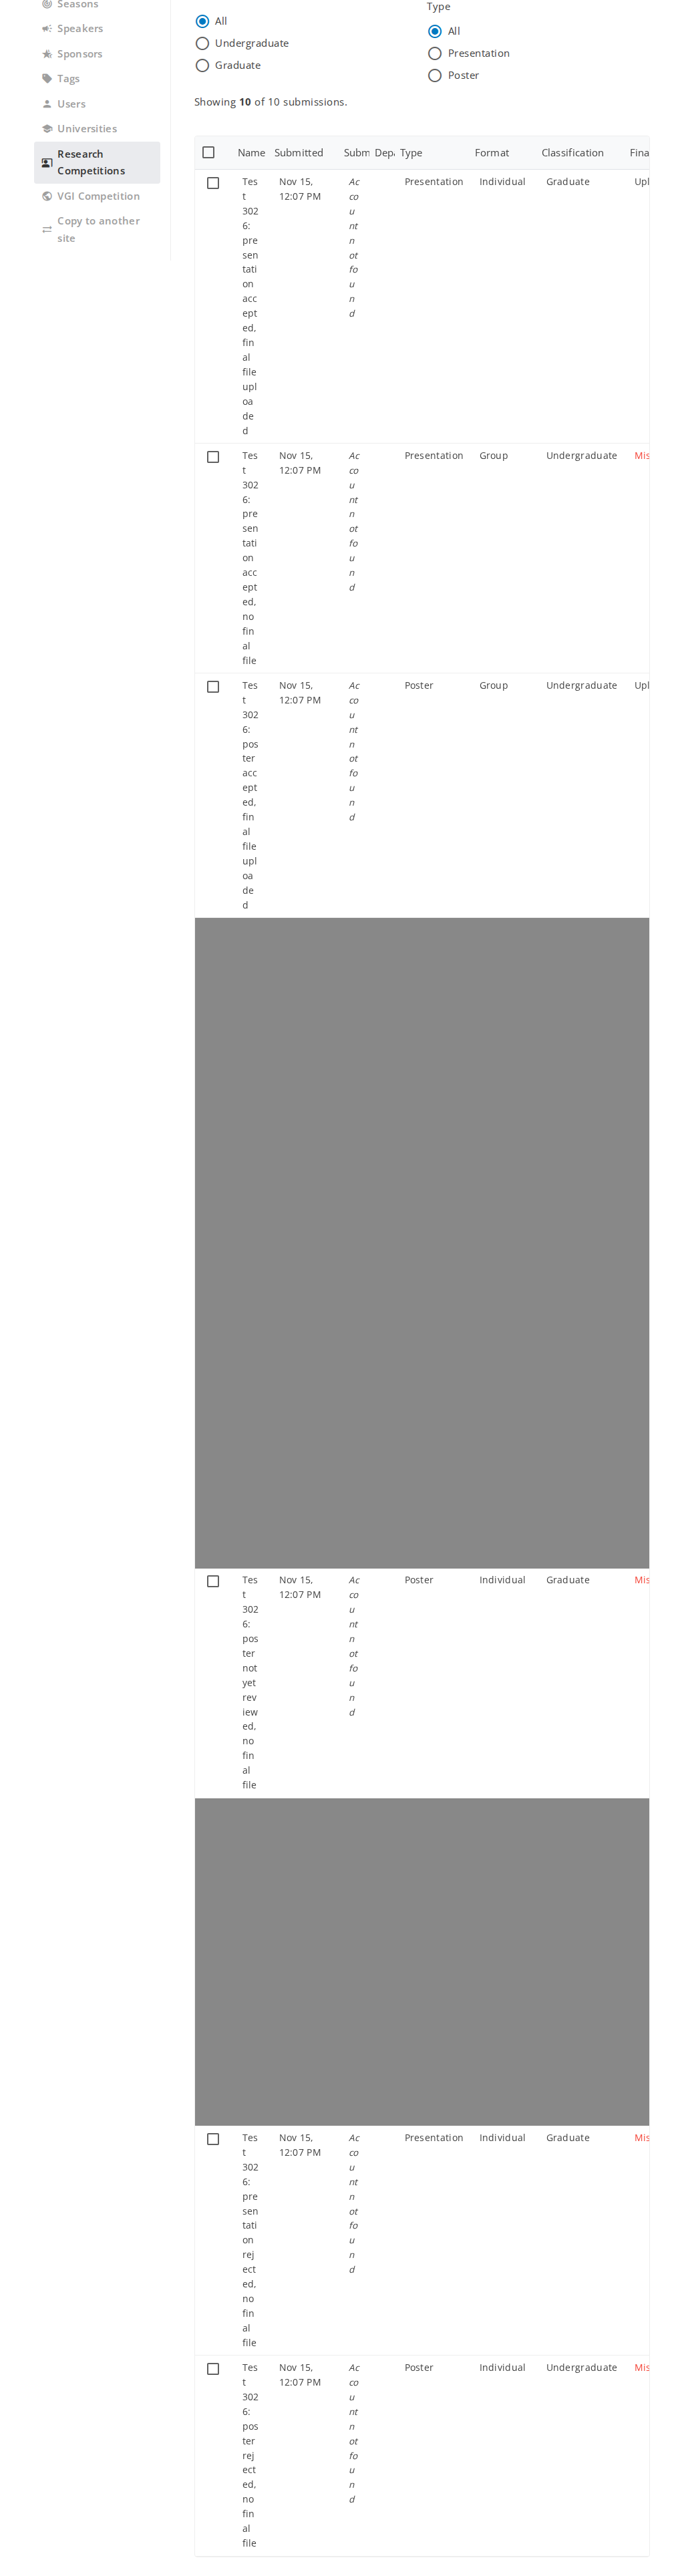 Seasons
Speakers
Sponsors
Tags
Users
Universities
Research
Competitions
VGI Competition
Copy to another
site
All
Undergraduate
Graduate
Type
All
Presentation
Poster
Showing 10 of 10 submissions.
Name Submitted Subm Depa Type Format Classification Fina
Tes Nov 15, Ac Presentation Individual Graduate Upl
t 12:07 PM co
302 u
6: nt
pre n
sen ot
tati fo
on u
acc n
ept d
ed,
fin
al
file
upl
oa
de
d
Tes Nov 15, Ac Presentation Group Undergraduate Mis
t 12:07 PM co
302 u
6: nt
pre n
sen ot
tati fo
on u
acc n
ept d
ed,
no
fin
al
file
Tes Nov 15, Ac Poster Group Undergraduate Upl
t 12:07 PM co
302 u
6: nt
pos n
ter ot
acc fo
ept u
ed, n
fin d
al
file
upl
oa
de
d
Tes Nov 15, Ac Poster Individual Graduate Mis
t 12:07 PM co
302 u
6: nt
pos n
ter ot
not fo
yet u
rev n
iew d
ed,
no
fin
al
file
Tes Nov 15, Ac Presentation Individual Graduate Mis
t 12:07 PM co
302 u
6: nt
pre n
sen ot
tati fo
on u
rej n
ect d
ed,
no
fin
al
file
Tes Nov 15, Ac Poster Individual Undergraduate Mis
t 12:07 PM co
302 u
6: nt
pos n
ter ot
rej fo
ect u
ed, n
no d
fin
al
file